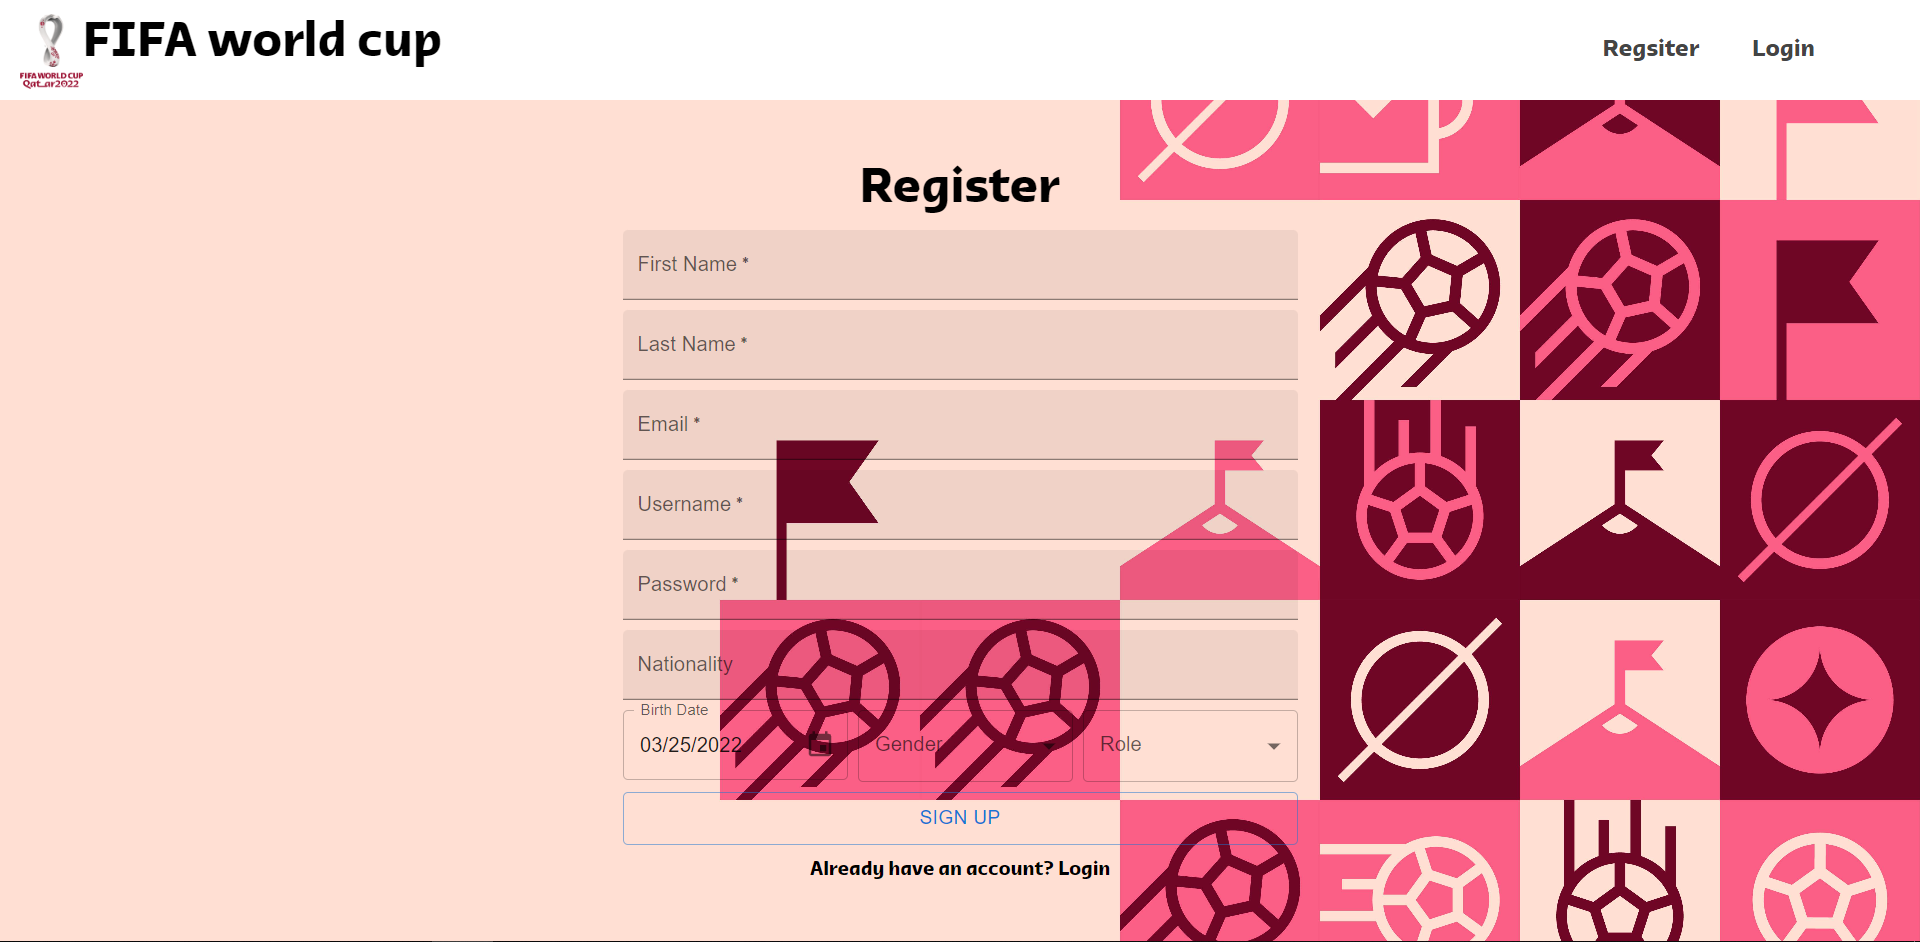 FIFA world cup
FIFA WORLD CUP
Qatar2022
Regsiter
Login
Register
First Name *
Last Name *
Email *
Username *
Password *
Nationality
Birth Date
03/25/2022
Gender
Role
SIGN UP
Already have an account? Login